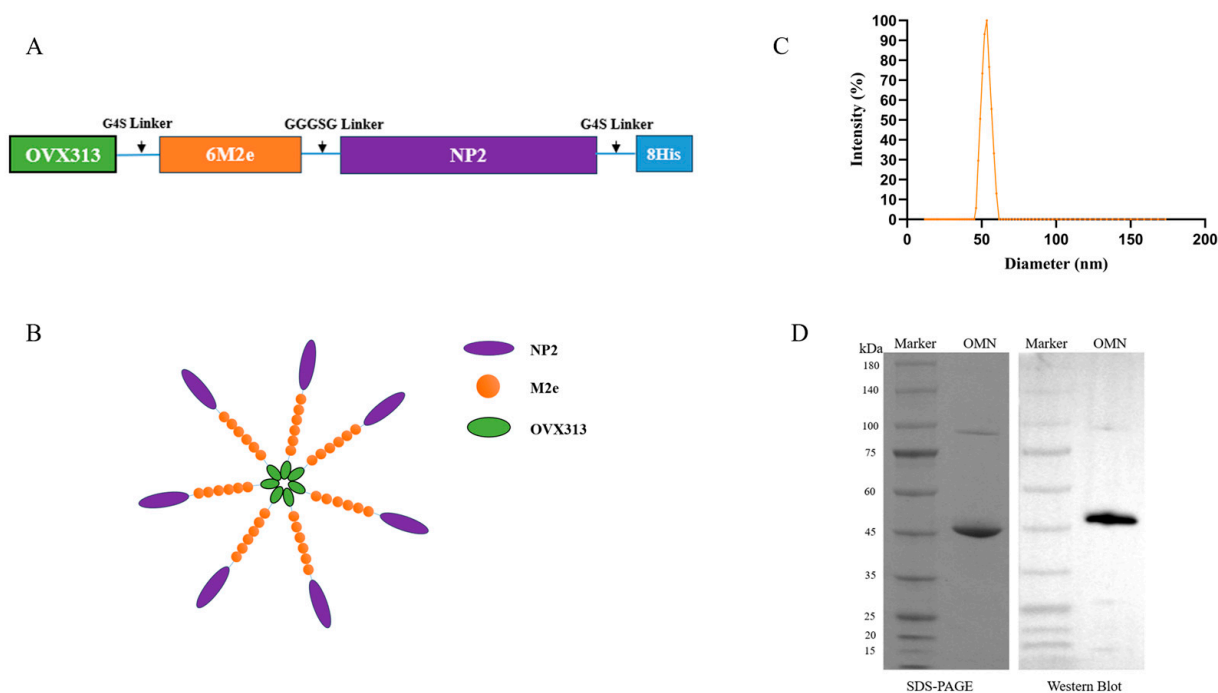 A
G4S Linker
GGGSG Linker
G4S Linker
OVX313
6M2e
NP2
8His
B
NP2
M2e
OVX313
C
Intensity (%)
100
90
80
70
60
50
40
30
20
10
0
0 50 100 150 200
Diameter (nm)
D
kDa
Marker OMN Marker OMN
180
140
100
75
60
45
35
25
20
15
SDS-PAGE Western Blot